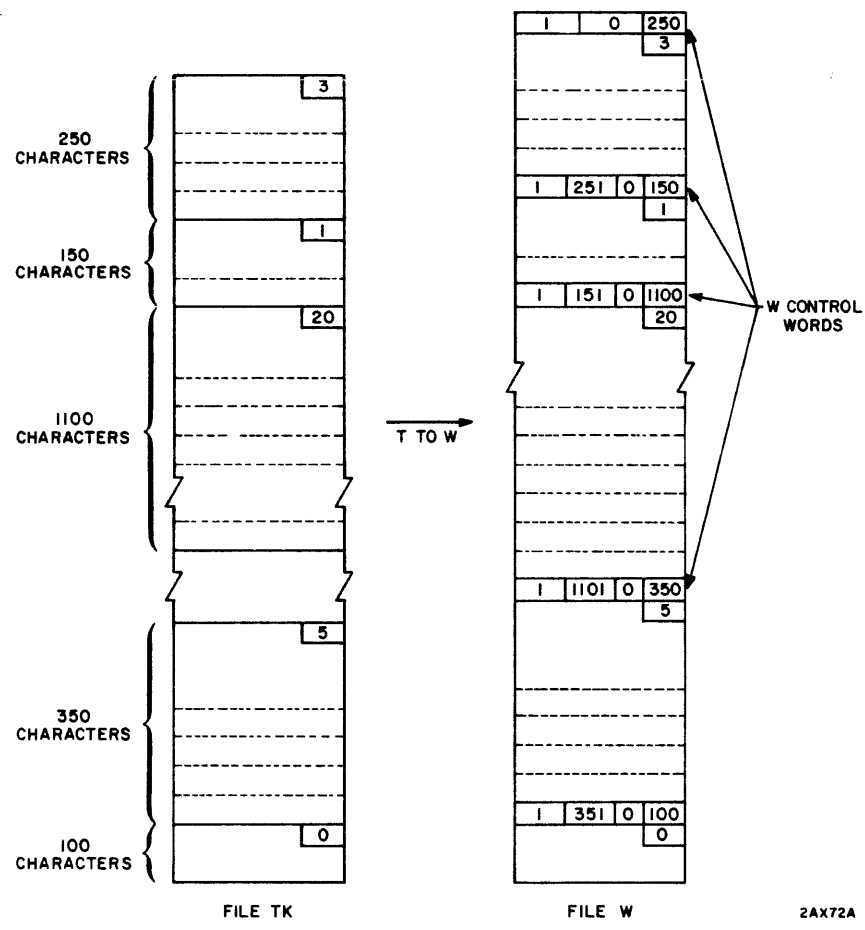 1 0 250
3
3
250
CHARACTERS
1 251 0 150
1
1
150
CHARACTERS
1 151 0 1100
20
20
W CONTROL
WORDS
1100
CHARACTERS
T TO W
1 1101 0 350
5
5
350
CHARACTERS
1 351 0 100
0
0
100
CHARACTERS
FILE TK
FILE W
2AX72A